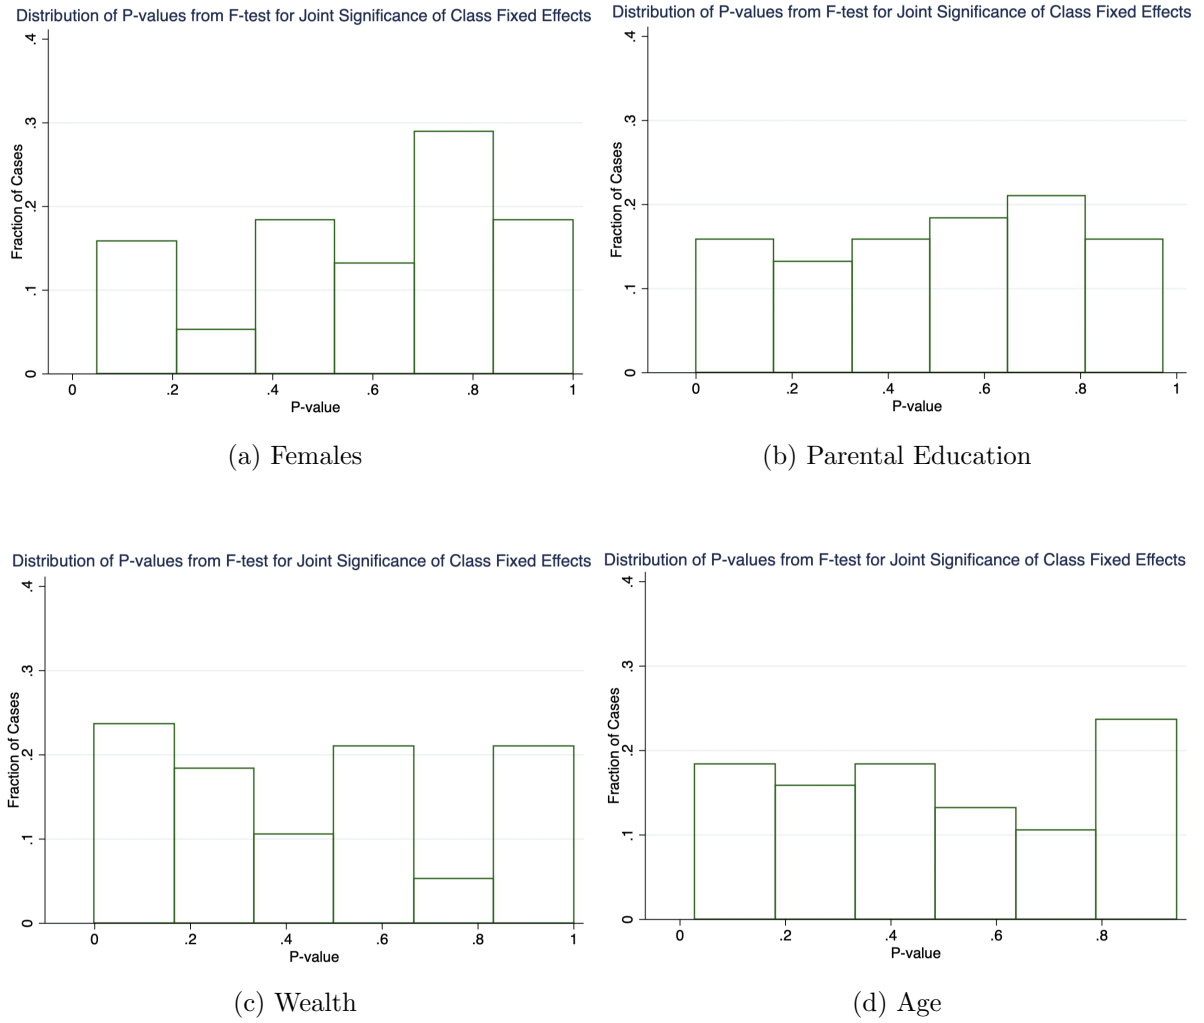 Distribution of P-values from F-test for Joint Significance of Class Fixed Effects
.4
.3
.2
.1
0
Fraction of Cases
0 .2 .4 .6 .8 1
P-value
(a) Females
Distribution of P-values from F-test for Joint Significance of Class Fixed Effects
.4
.3
.2
.1
0
Fraction of Cases
0 .2 .4 .6 .8 1
P-value
(b) Parental Education
Distribution of P-values from F-test for Joint Significance of Class Fixed Effects
.4
.3
.2
.1
0
Fraction of Cases
0 .2 .4 .6 .8 1
P-value
(c) Wealth
Distribution of P-values from F-test for Joint Significance of Class Fixed Effects
.4
.3
.2
.1
0
Fraction of Cases
0 .2 .4 .6 .8
P-value
(d) Age